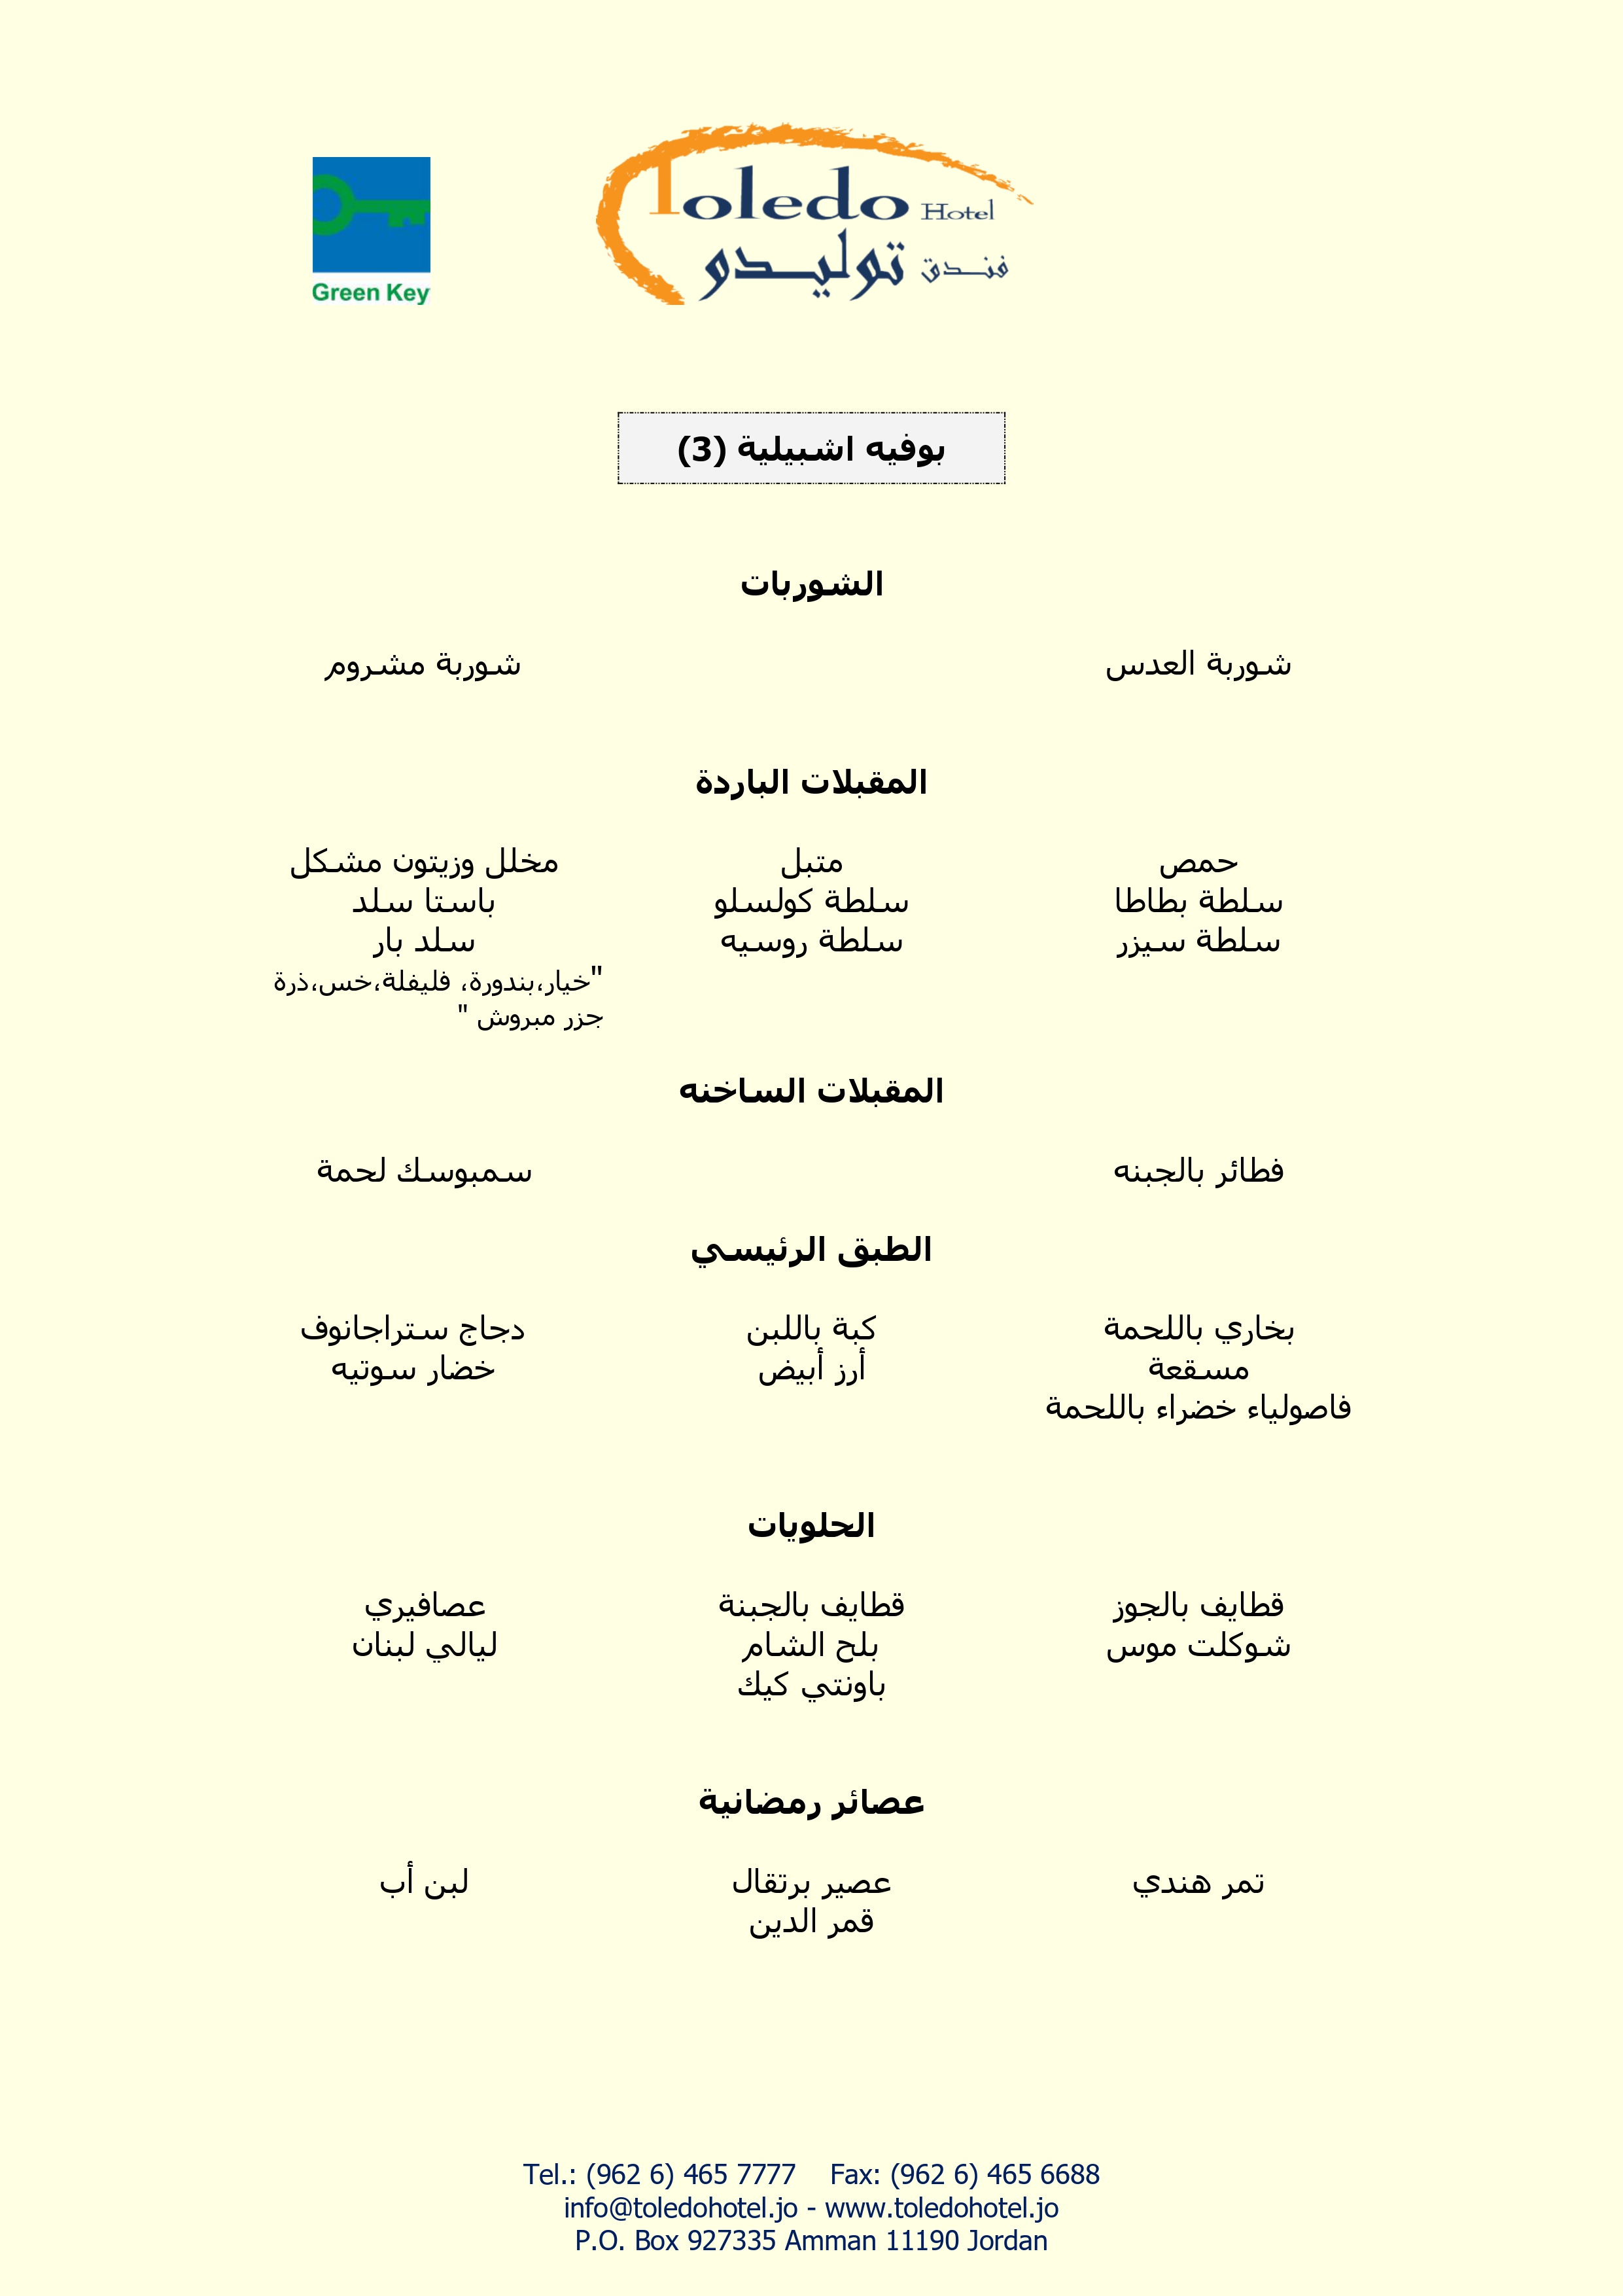 Green Key
Toledo Hotel
فندق توليدو
بوفيه اشبيلية (3)
الشوربات
شوربة العدس شوربة مشروم
المقبلات الباردة
حمص متبل مخلل وزيتون مشكل
سلطة بطاطا سلطة كولسلو باستا سلد
سلطة سيزر سلطة روسيه سلد بار
"خيار،بندورة، فليفلة،خس،ذرة
جزر مبروش "
المقبلات الساخنه
فطائر بالجبنه سمبوسك لحمة
الطبق الرئيسي
بخاري باللحمة كبة باللبن دجاج ستراجانوف
مسقعة أرز أبيض خضار سوتيه
فاصولياء خضراء باللحمة
الحلويات
قطايف بالجوز قطايف بالجبنة عصافيري
شوكلت موس بلح الشام ليالي لبنان
باونتي كيك
عصائر رمضانية
تمر هندي عصير برتقال لبن أب
قمر الدين
Tel.: (962 6) 465 7777 Fax: (962 6) 465 6688
info@toledohotel.jo - www.toledohotel.jo
P.O. Box 927335 Amman 11190 Jordan